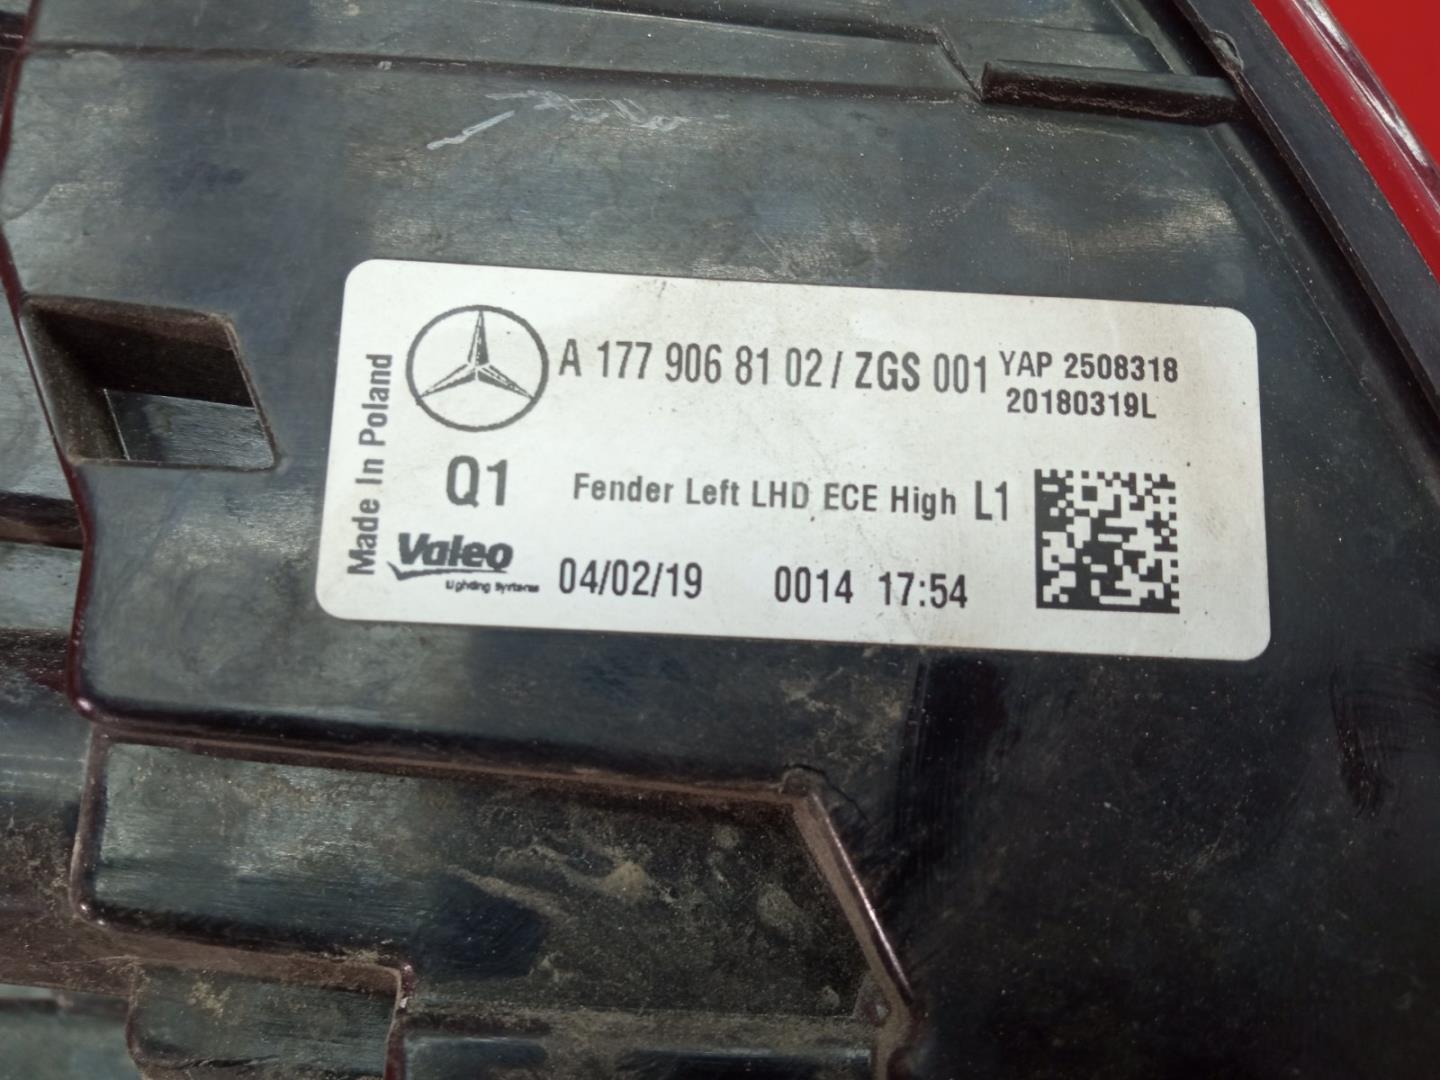 A 177 906 81 02 / ZGS 001 YAP 2508318
20180319L
Made In Poland
Q1 Fender Left LHD ECE High L1
Valeo
Lighting Systems
04/02/19 0014 17:54